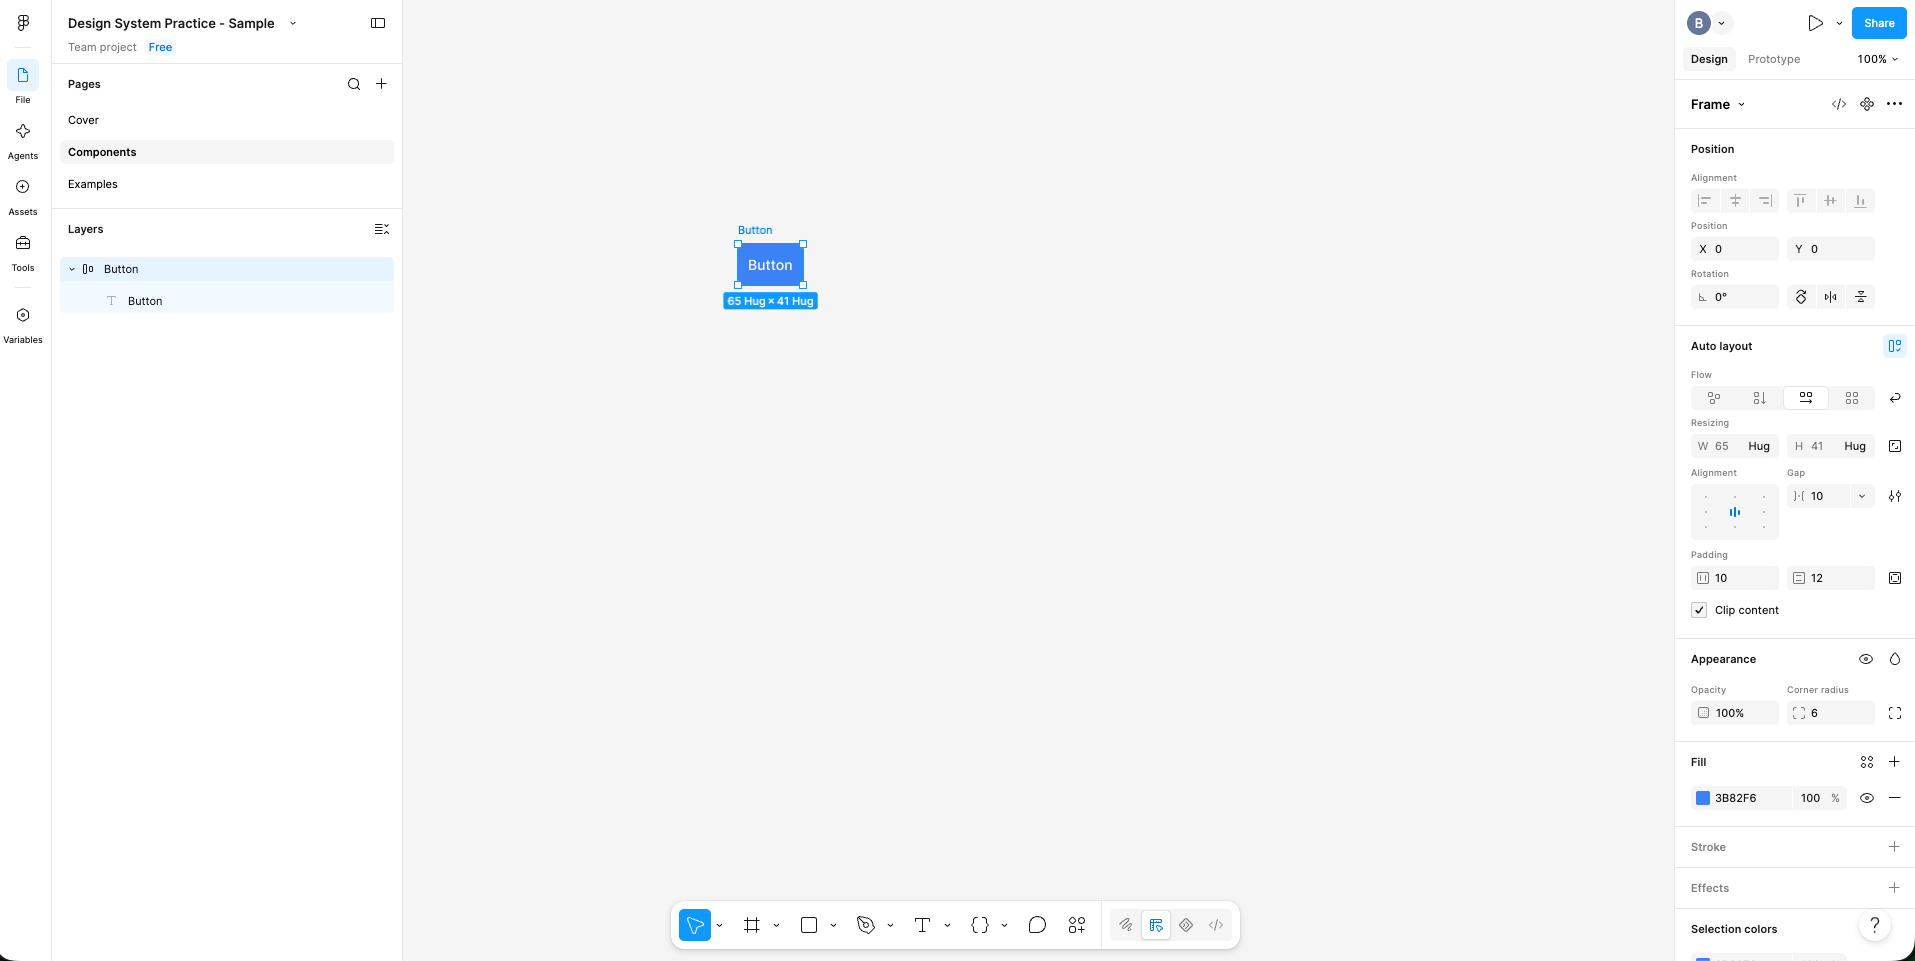 Design System Practice - Sample
Team project Free
File
Agents
Assets
Tools
Variables
Pages
Cover
Components
Examples
Layers
Button
Button
Button
Button
65 Hug × 41 Hug
B
Share
Design Prototype 100%
Frame
Position
Alignment
Position
X 0 Y 0
Rotation
0°
Auto layout
Flow
Resizing
W 65 Hug H 41 Hug
Alignment Gap
10
Padding
10 12
Clip content
Appearance
Opacity Corner radius
100% 6
Fill
3B82F6 100 %
Stroke
Effects
Selection colors
?